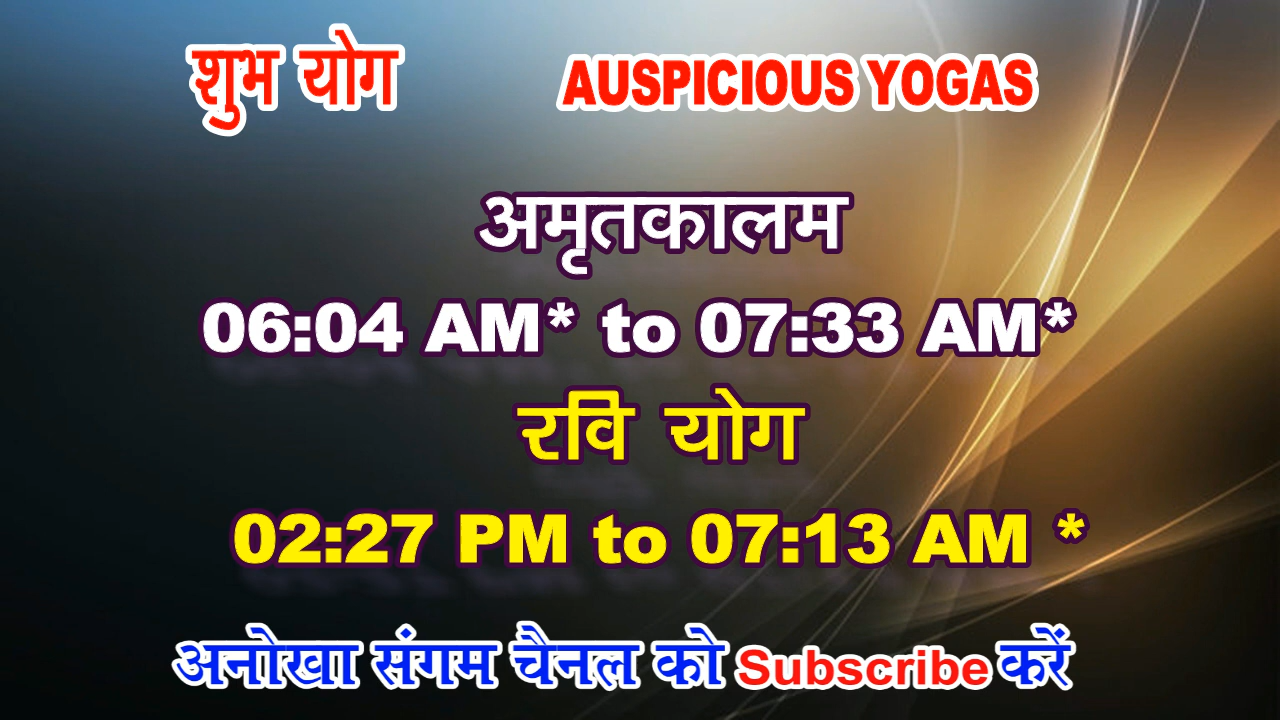 शुभ योग AUSPICIOUS YOGAS
अमृतकालम
06:04 AM* to 07:33 AM*
रवि योग
02:27 PM to 07:13 AM *
अनोखा संगम चैनल को Subscribe करें